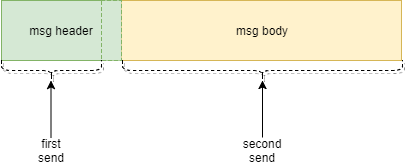 msg header
msg body
first
send
second
send